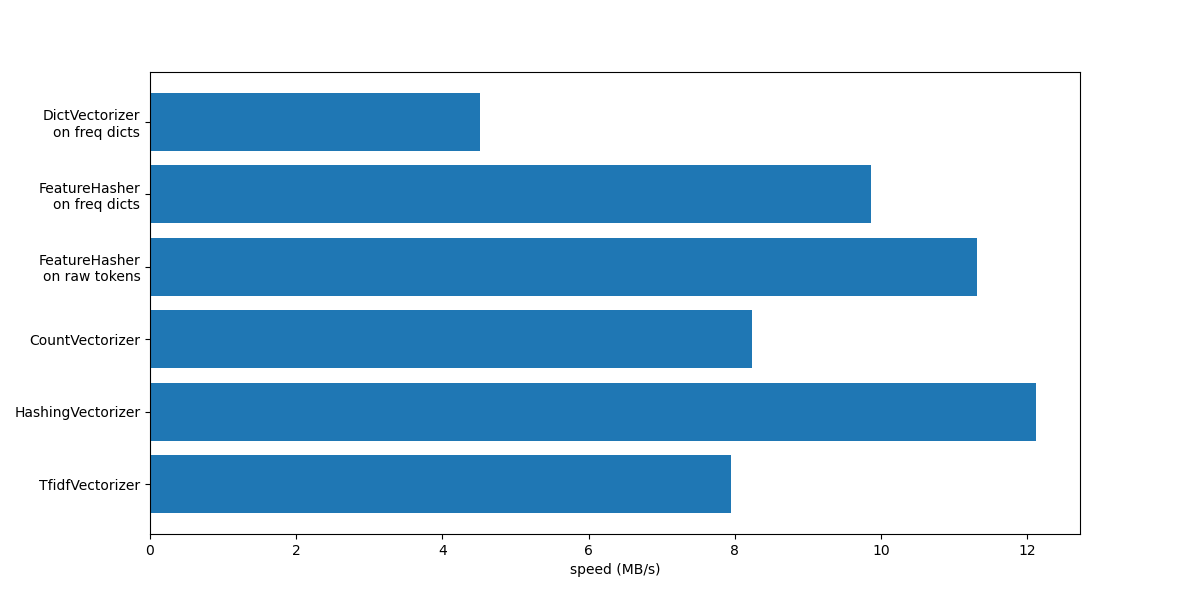 DictVectorizer
on freq dicts
FeatureHasher
on freq dicts
FeatureHasher
on raw tokens
CountVectorizer
HashingVectorizer
TfidfVectorizer
0 2 4 6 8 10 12
speed (MB/s)